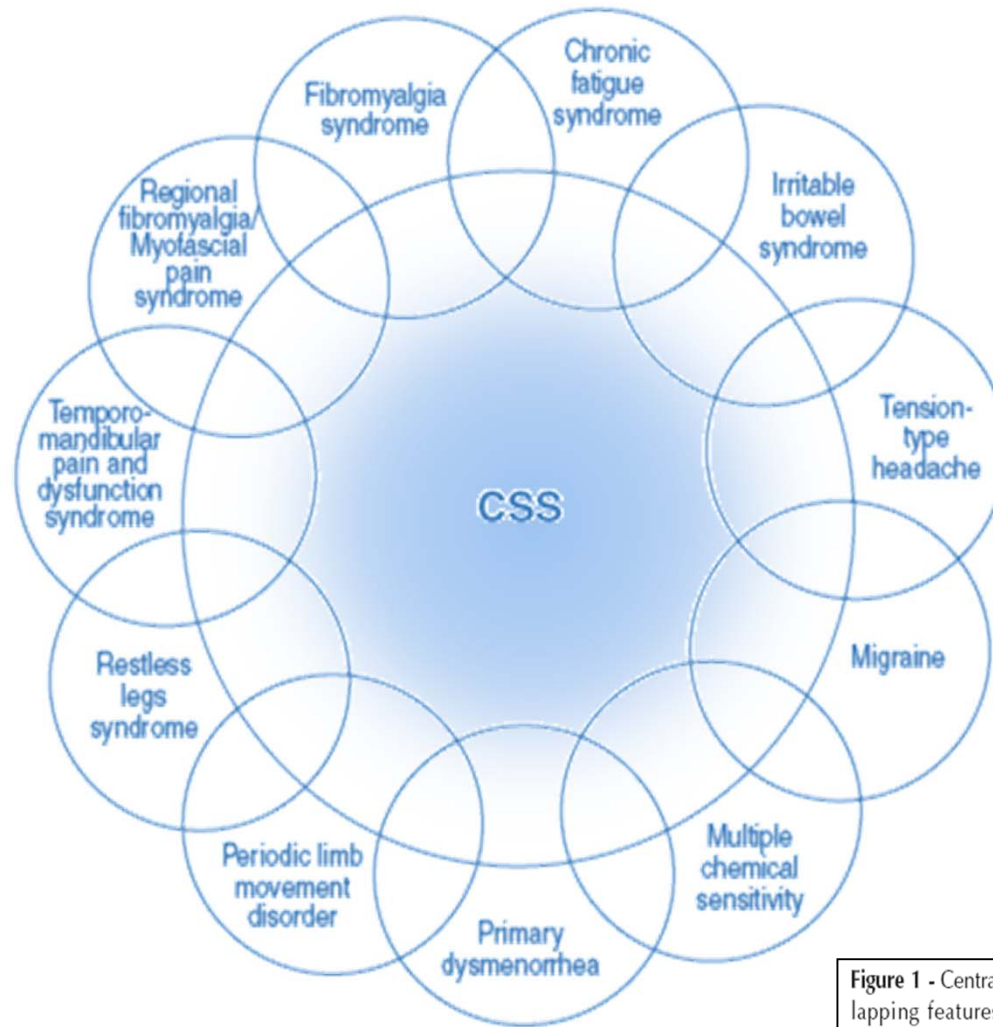 Chronic
fatigue
syndrome
Fibromyalgia
syndrome
Irritable
bowel
syndrome
Regional
fibromyalgia/
Myofascial
pain
syndrome
Tension-
type
headache
Temporo-
mandibular
pain and
dysfunction
syndrome
CSS
Migraine
Restless
legs
syndrome
Multiple
chemical
sensitivity
Periodic limb
movement
disorder
Primary
dysmenorrhea
Figure 1 - Centra
lapping features